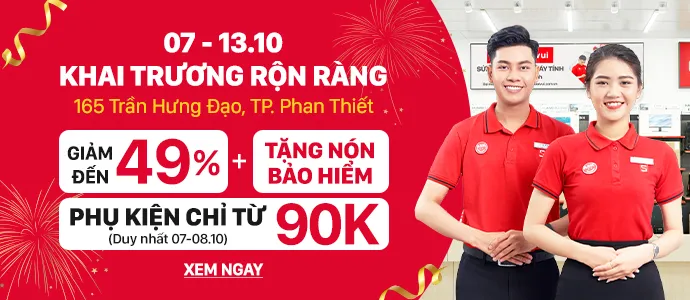 07 - 13.10
KHAI TRƯƠNG RỘN RÀNG
165 Trần Hưng Đạo, TP. Phan Thiết
GIẢM
ĐẾN 49%
+
TẶNG NÓN
BẢO HIỂM
PHỤ KIỆN CHỈ TỪ 90K
(Duy nhất 07-08.10)
XEM NGAY